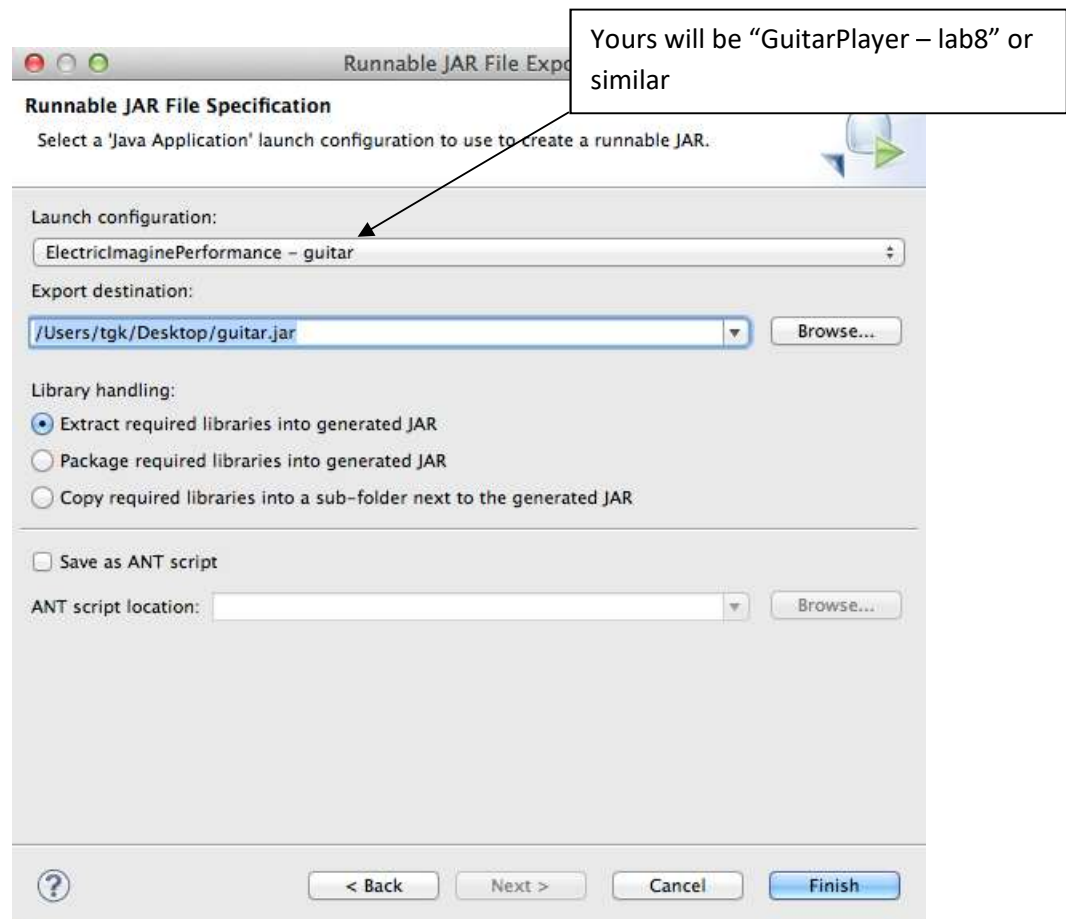 Yours will be “GuitarPlayer – lab8” or
similar
Runnable JAR File Expo
Runnable JAR File Specification
Select a 'Java Application' launch configuration to use to create a runnable JAR.
Launch configuration:
ElectricImaginePerformance – guitar
Export destination:
/Users/tgk/Desktop/guitar.jar
Browse...
Library handling:
Extract required libraries into generated JAR
Package required libraries into generated JAR
Copy required libraries into a sub-folder next to the generated JAR
Save as ANT script
ANT script location:
Browse...
?
< Back
Next >
Cancel
Finish